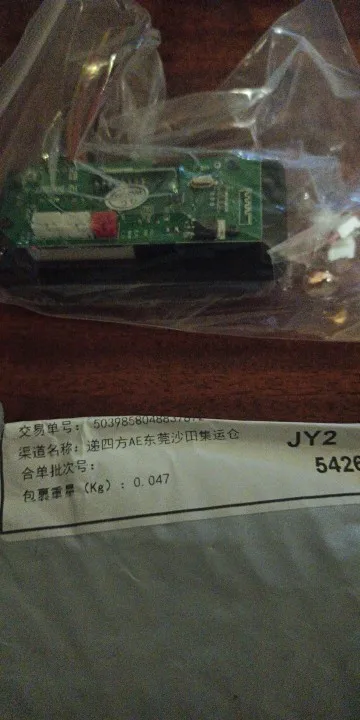 交易单号:
渠道名称: 递四方AE东莞沙田集运仓
合单批次号:
包裹重量 (Kg) : 0.047
JY2
5426